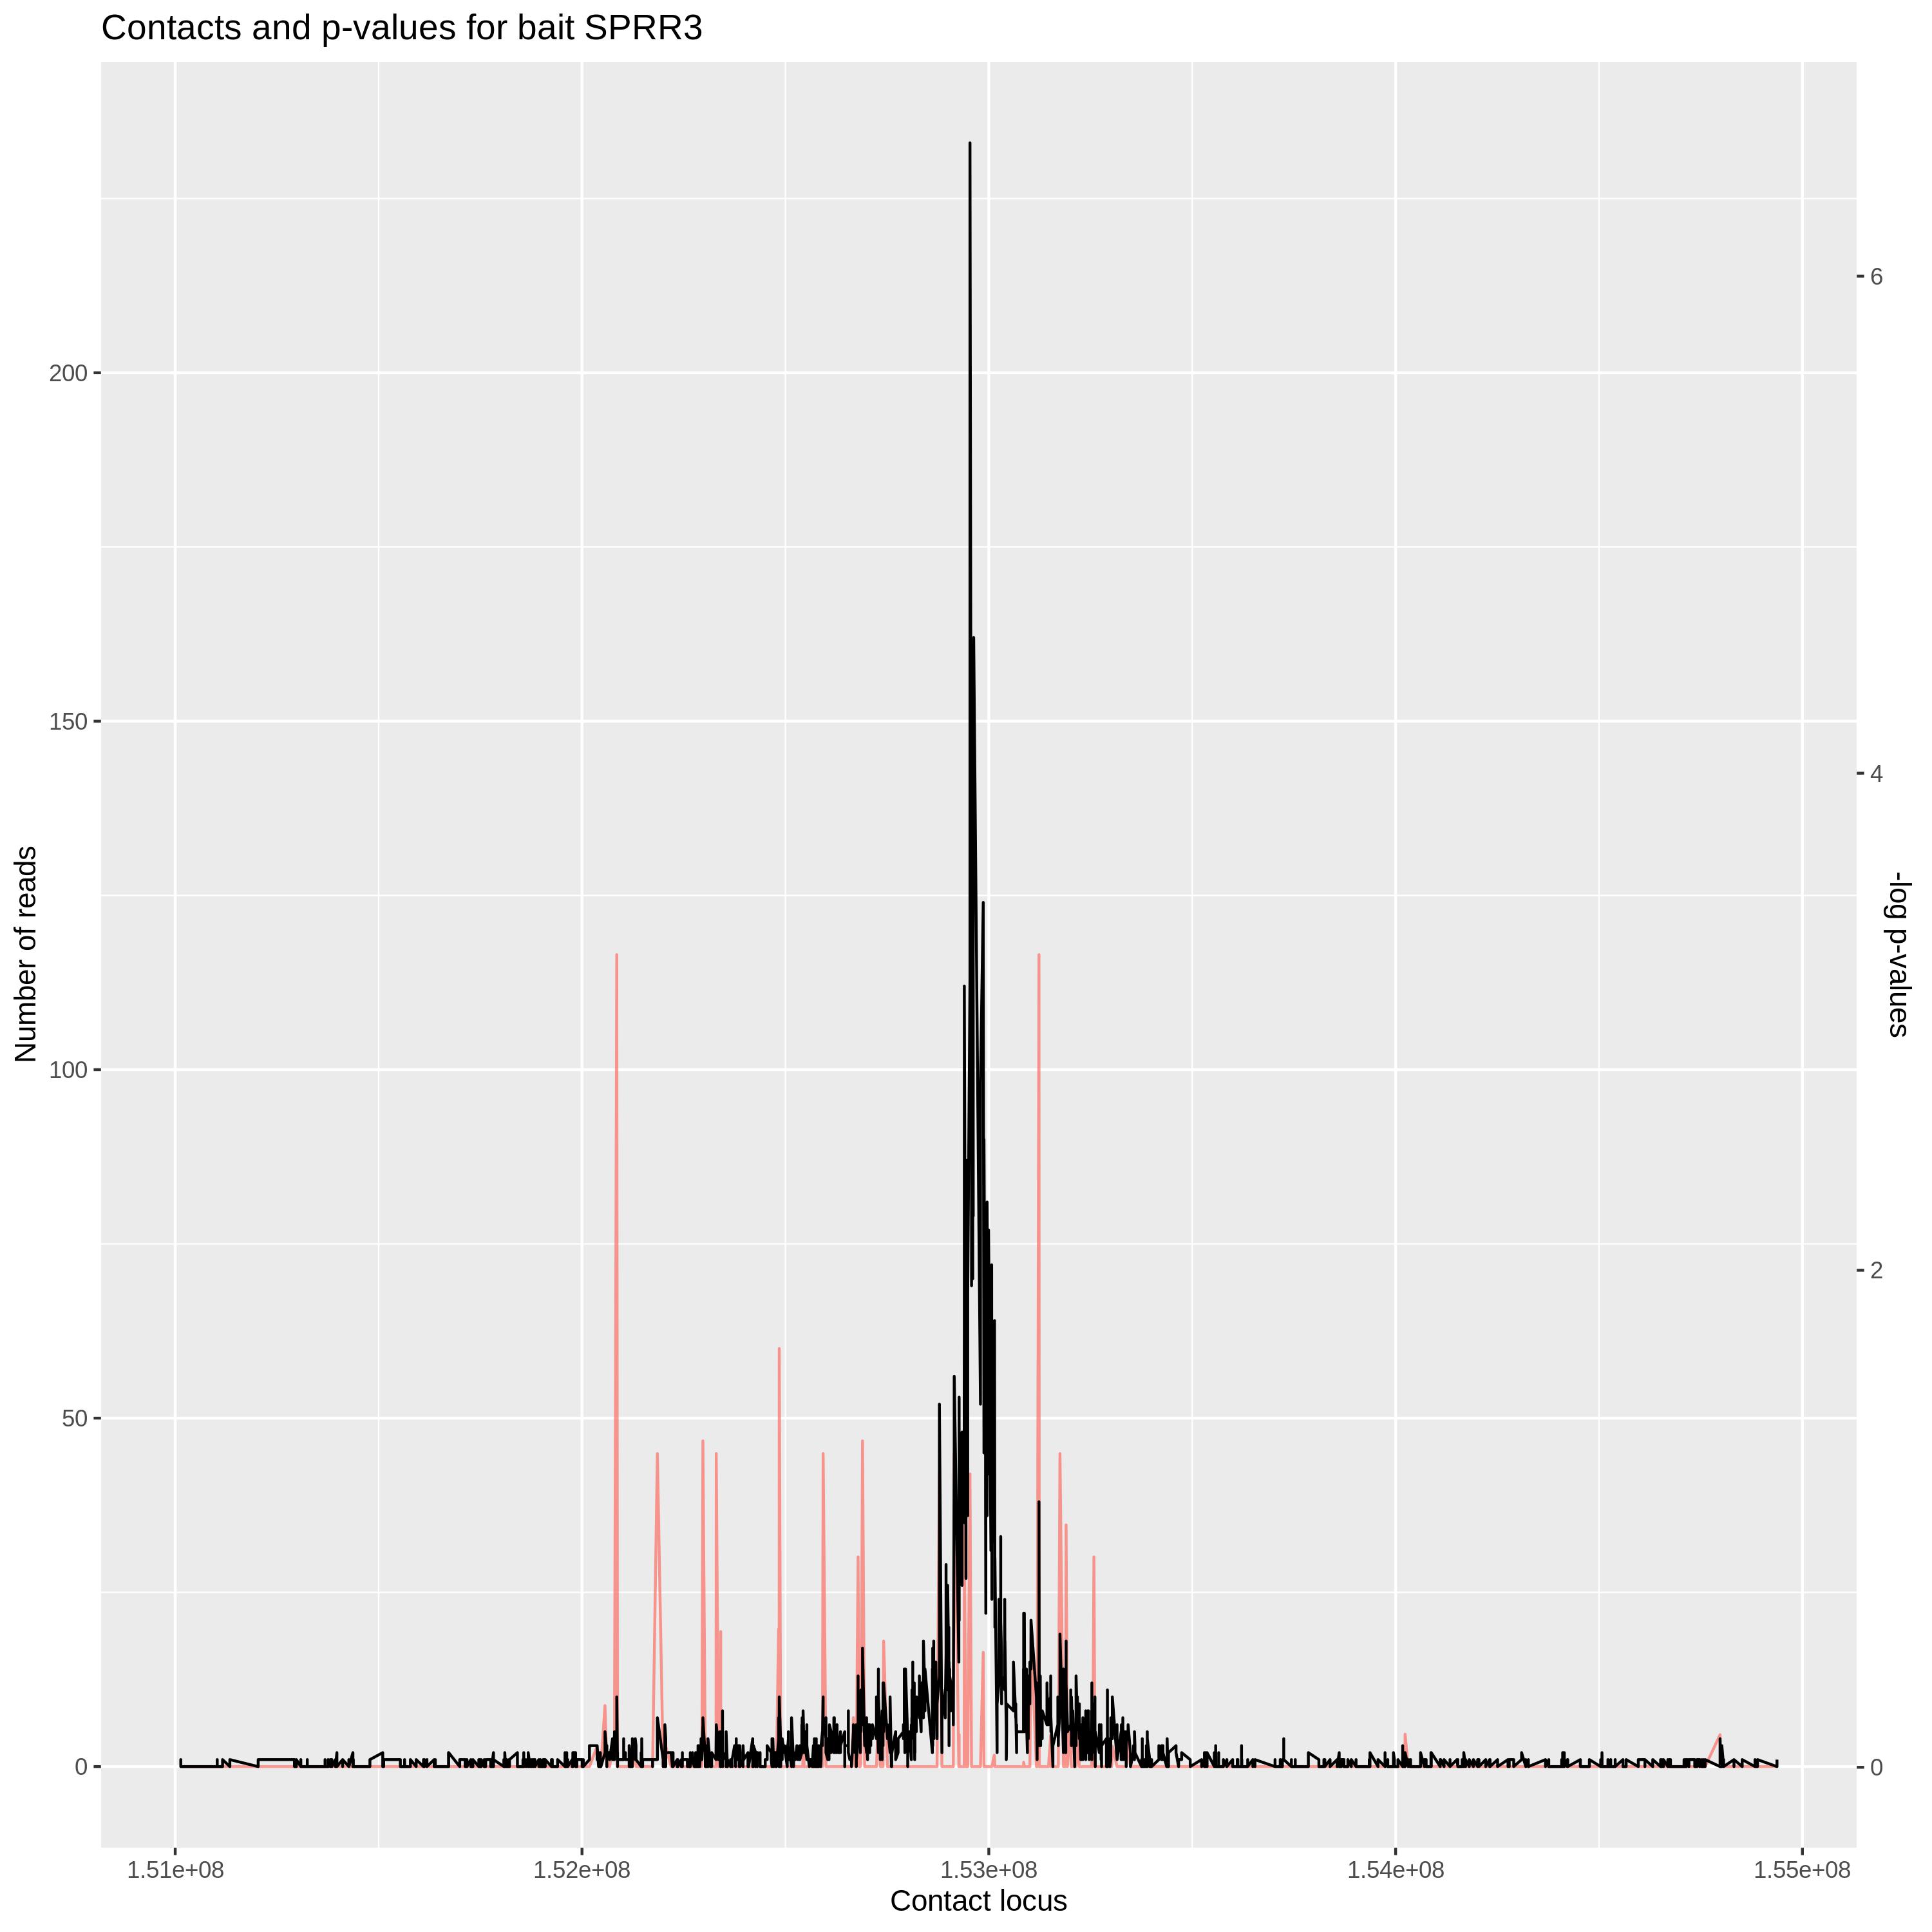 Contacts and p-values for bait SPRR3
Number of reads
200
150
100
50
0
6
4
2
0
-log p-values
1.51e+08
1.52e+08
1.53e+08
1.54e+08
1.55e+08
Contact locus